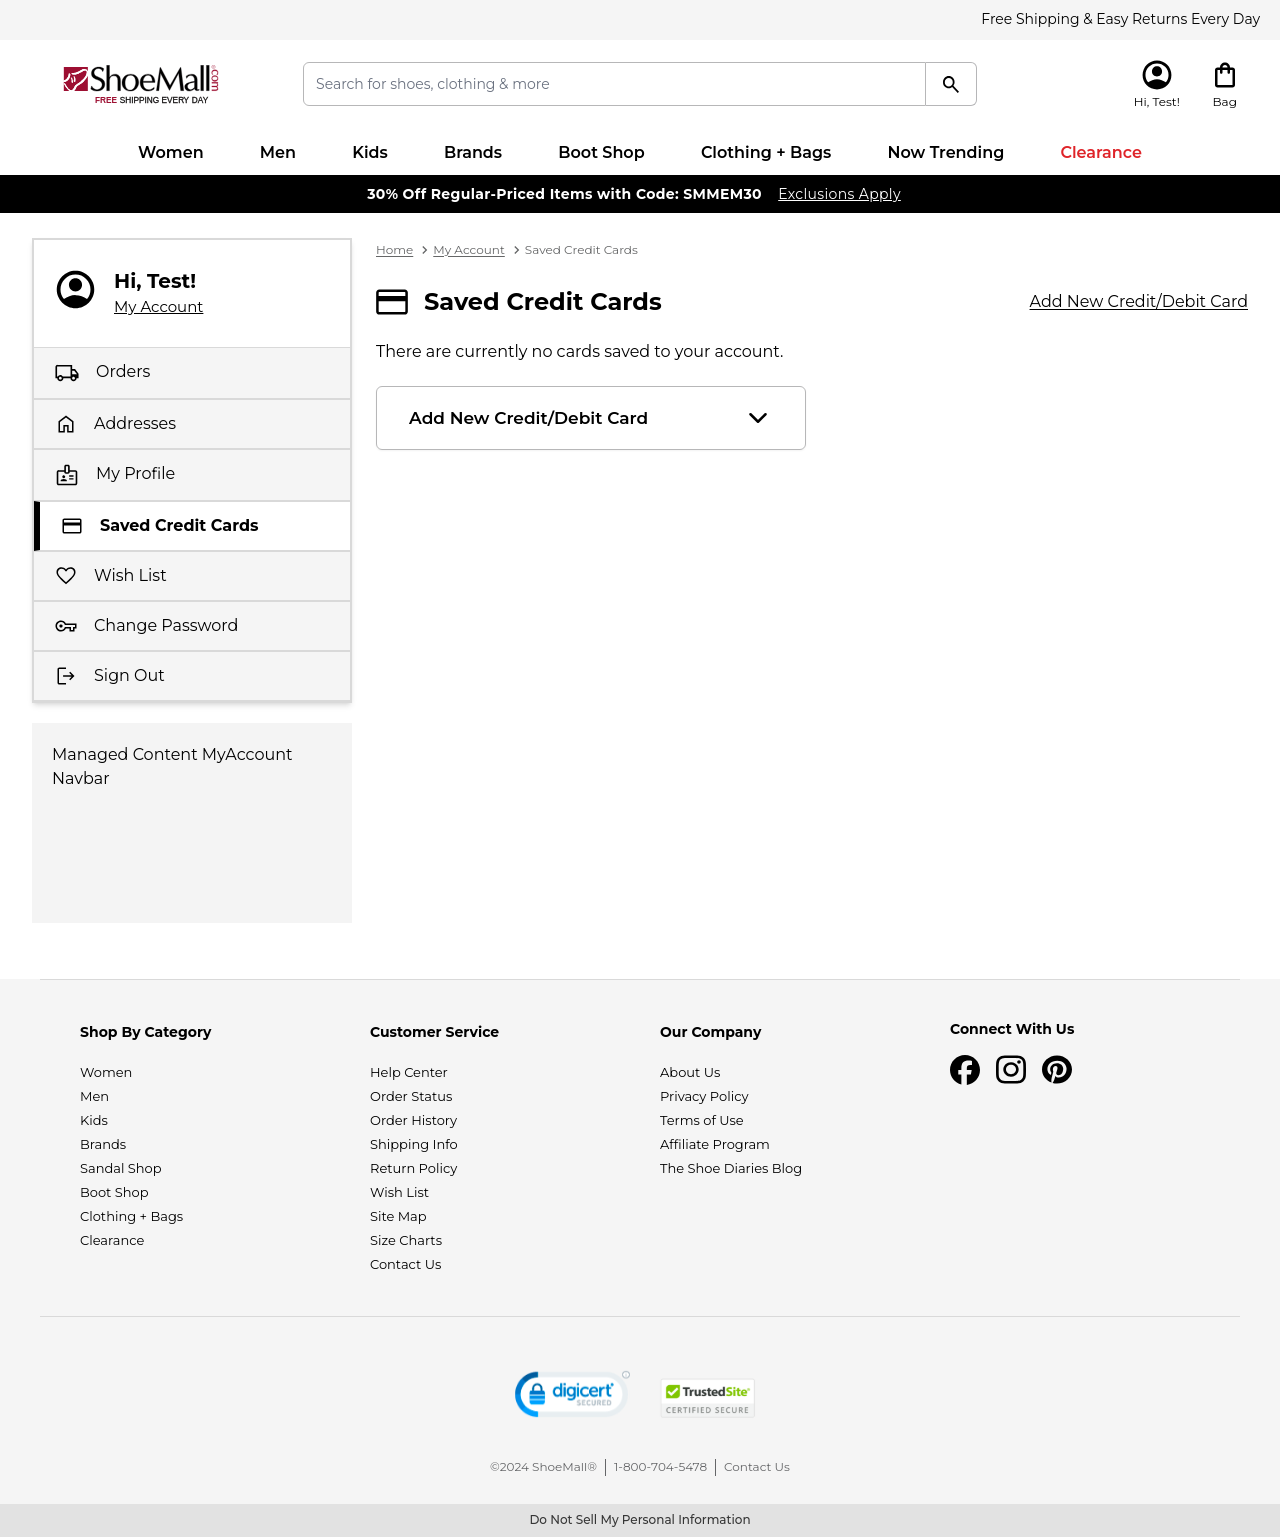 Free Shipping & Easy Returns Every Day
ShoeMall.com
FREE SHIPPING EVERY DAY
Search for shoes, clothing & more
Hi, Test!
Bag
Women Men Kids Brands Boot Shop Clothing + Bags Now Trending Clearance
30% Off Regular-Priced Items with Code: SMMEM30 Exclusions Apply
Hi, Test!
My Account
Orders
Addresses
My Profile
Saved Credit Cards
Wish List
Change Password
Sign Out
Managed Content MyAccount
Navbar
Home > My Account > Saved Credit Cards
Saved Credit Cards
Add New Credit/Debit Card
There are currently no cards saved to your account.
Add New Credit/Debit Card
Shop By Category
Women
Men
Kids
Brands
Sandal Shop
Boot Shop
Clothing + Bags
Clearance
Customer Service
Help Center
Order Status
Order History
Shipping Info
Return Policy
Wish List
Site Map
Size Charts
Contact Us
Our Company
About Us
Privacy Policy
Terms of Use
Affiliate Program
The Shoe Diaries Blog
Connect With Us
digicert
SECURED
TrustedSite
CERTIFIED SECURE
©2024 ShoeMall® | 1-800-704-5478 | Contact Us
Do Not Sell My Personal Information